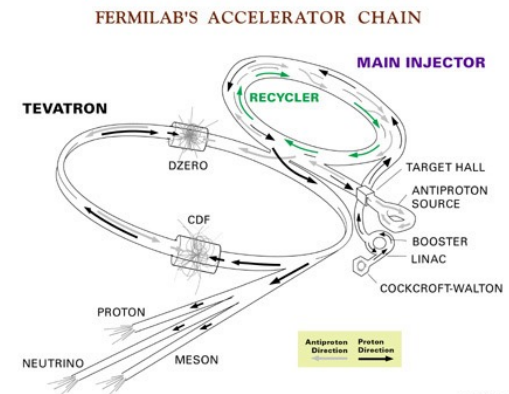 FERMILAB'S ACCELERATOR CHAIN
MAIN INJECTOR
RECYCLER
TEVATRON
DZERO
TARGET HALL
ANTIPROTON
SOURCE
CDF
BOOSTER
LINAC
COCKCROFT-WALTON
PROTON
Antiproton Proton
Direction Direction
NEUTRINO
MESON